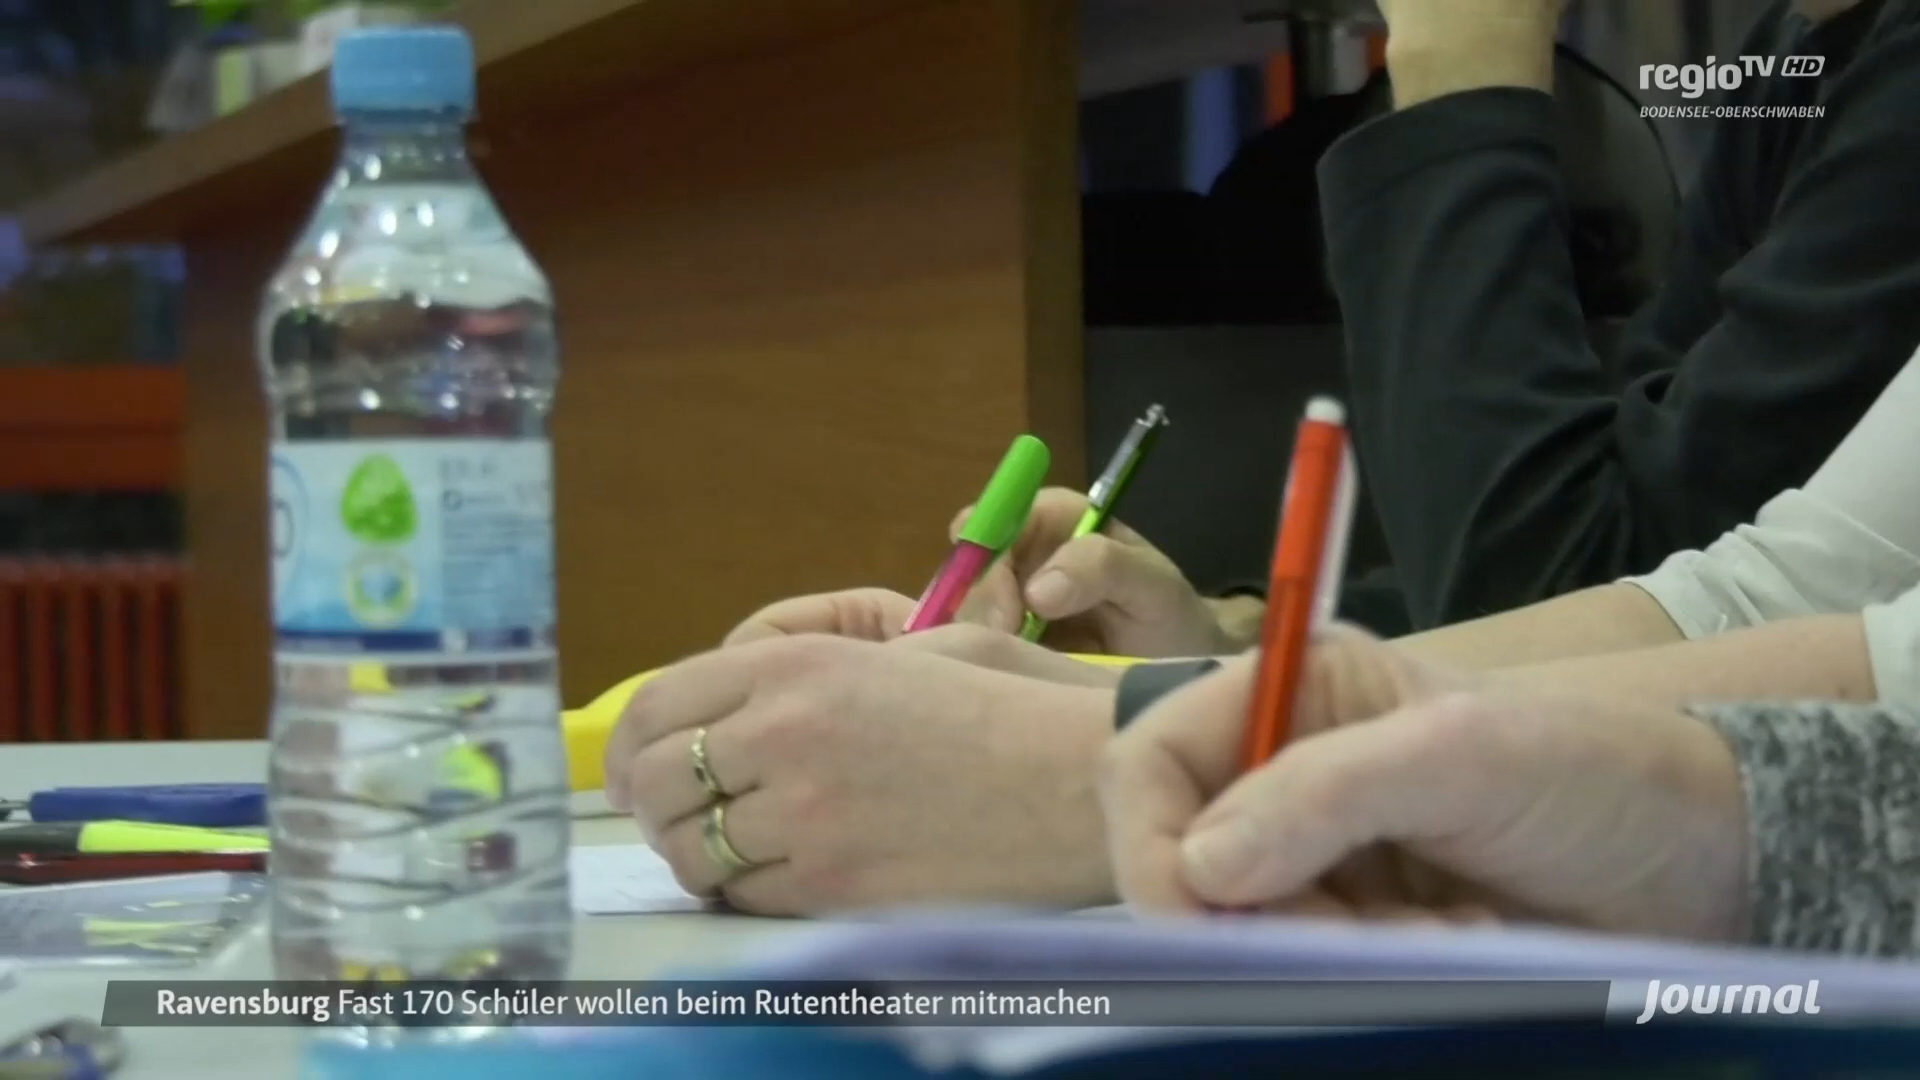 regioTV HD
BODENSEE-OBERSCHWABEN
Ravensburg Fast 170 Schüler wollen beim Rutentheater mitmachen
Journal